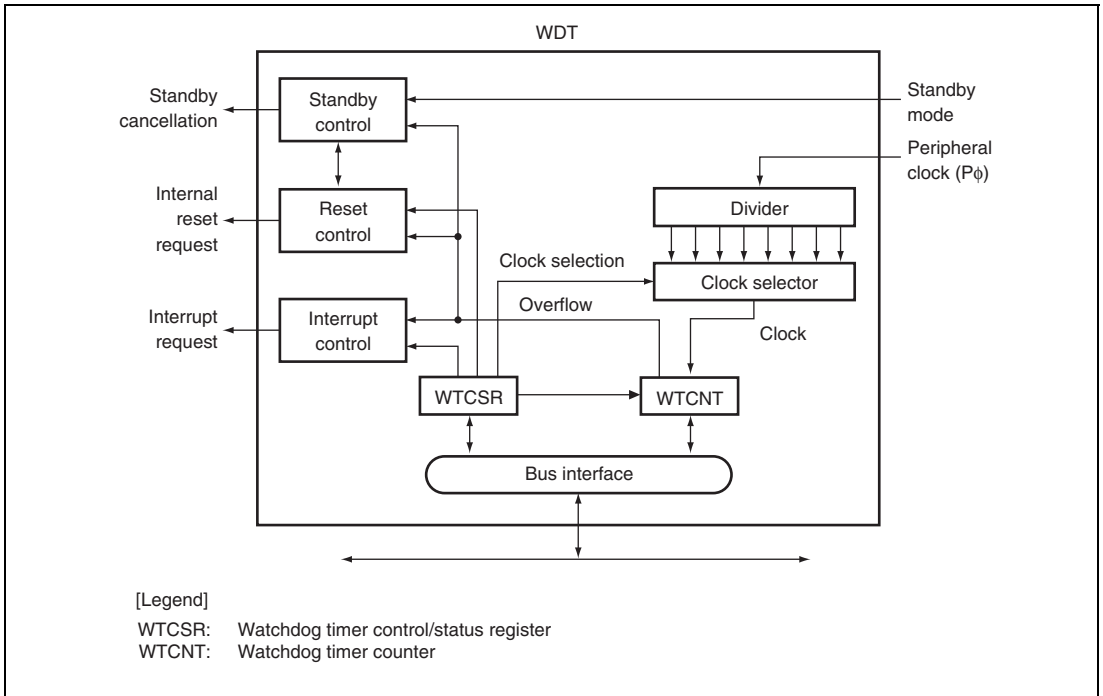 WDT
Standby
cancellation
Standby
control
Standby
mode
Peripheral
clock (Pϕ)
Internal
reset
request
Reset
control
Divider
Clock selection
Clock selector
Overflow
Interrupt
request
Interrupt
control
Clock
WTCSR
WTCNT
Bus interface
[Legend]
WTCSR: Watchdog timer control/status register
WTCNT: Watchdog timer counter